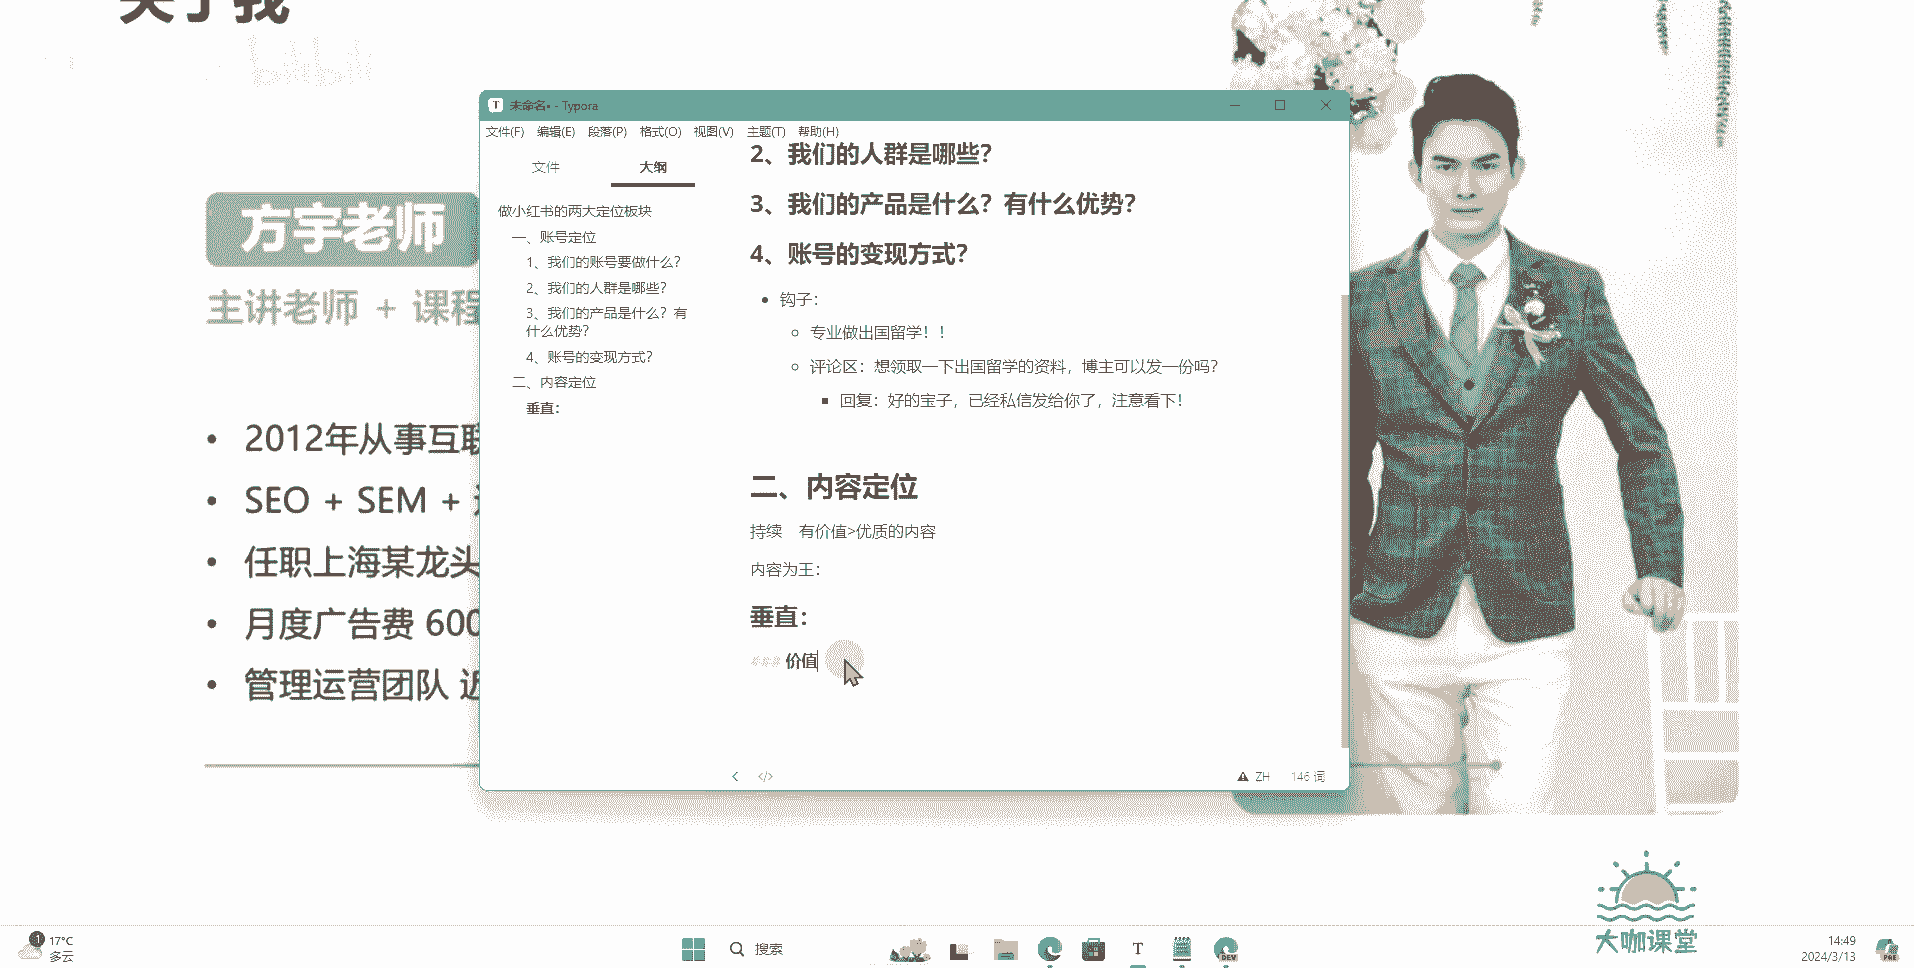 关于我
bilibili
方宇老师
主讲老师 + 课程
2012年从事互联
SEO + SEM +
任职上海某龙头
月度广告费 600
管理运营团队 近
未命名• - Typora
文件(F) 编辑(E) 段落(P) 格式(O) 视图(V) 主题(T) 帮助(H)
文件 大纲
做小红书的两大定位板块
一、账号定位
1、我们的账号要做什么？
2、我们的人群是哪些？
3、我们的产品是什么？有
什么优势？
4、账号的变现方式？
二、内容定位
垂直：
2、我们的人群是哪些？
3、我们的产品是什么？有什么优势？
4、账号的变现方式？
钩子：
专业做出国留学！！
评论区：想领取一下出国留学的资料，博主可以发一份吗？
回复：好的宝子，已经私信发给你了，注意看下！
二、内容定位
持续 有价值>优质的内容
内容为王：
垂直：
### 价值
</> ZH 146 词
大咖课堂
1 17°C
多云
搜索
T
DEV
14:49
2024/3/13
PRE